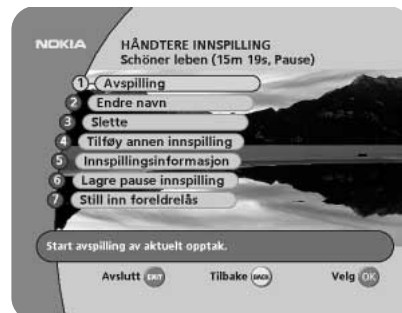 NOKIA
HÅNDTERE INNSPILLING
Schöner leben (15m 19s, Pause)
1 Avspilling
2 Endre navn
3 Slette
4 Tilføy annen innspilling
5 Innspillingsinformasjon
6 Lagre pause innspilling
7 Still inn foreldrelås
Start avspilling av aktuelt opptak.
Avslutt EXIT Tilbake BACK Velg OK